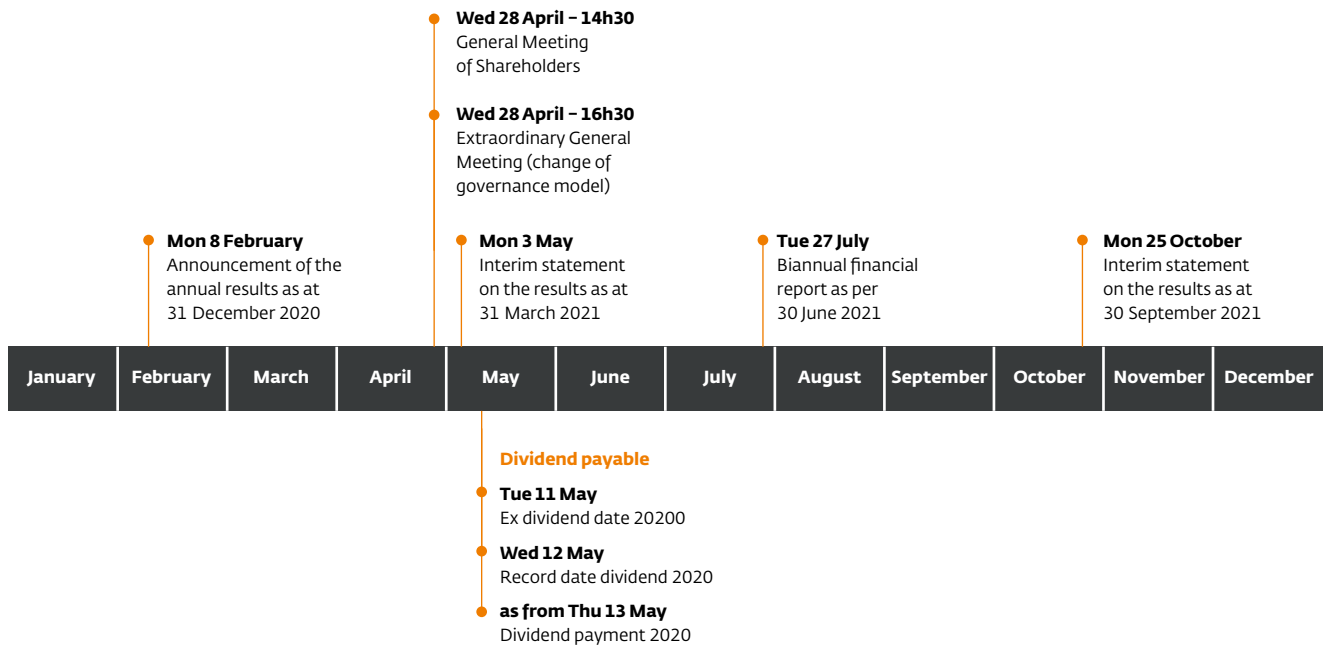 Wed 28 April – 14h30
General Meeting
of Shareholders
Wed 28 April – 16h30
Extraordinary General
Meeting (change of
governance model)
Mon 8 February
Announcement of the
annual results as at
31 December 2020
Mon 3 May
Interim statement
on the results as at
31 March 2021
Tue 27 July
Biannual financial
report as per
30 June 2021
Mon 25 October
Interim statement
on the results as at
30 September 2021
January February March April May June July August September October November December
Dividend payable
Tue 11 May
Ex dividend date 20200
Wed 12 May
Record date dividend 2020
as from Thu 13 May
Dividend payment 2020